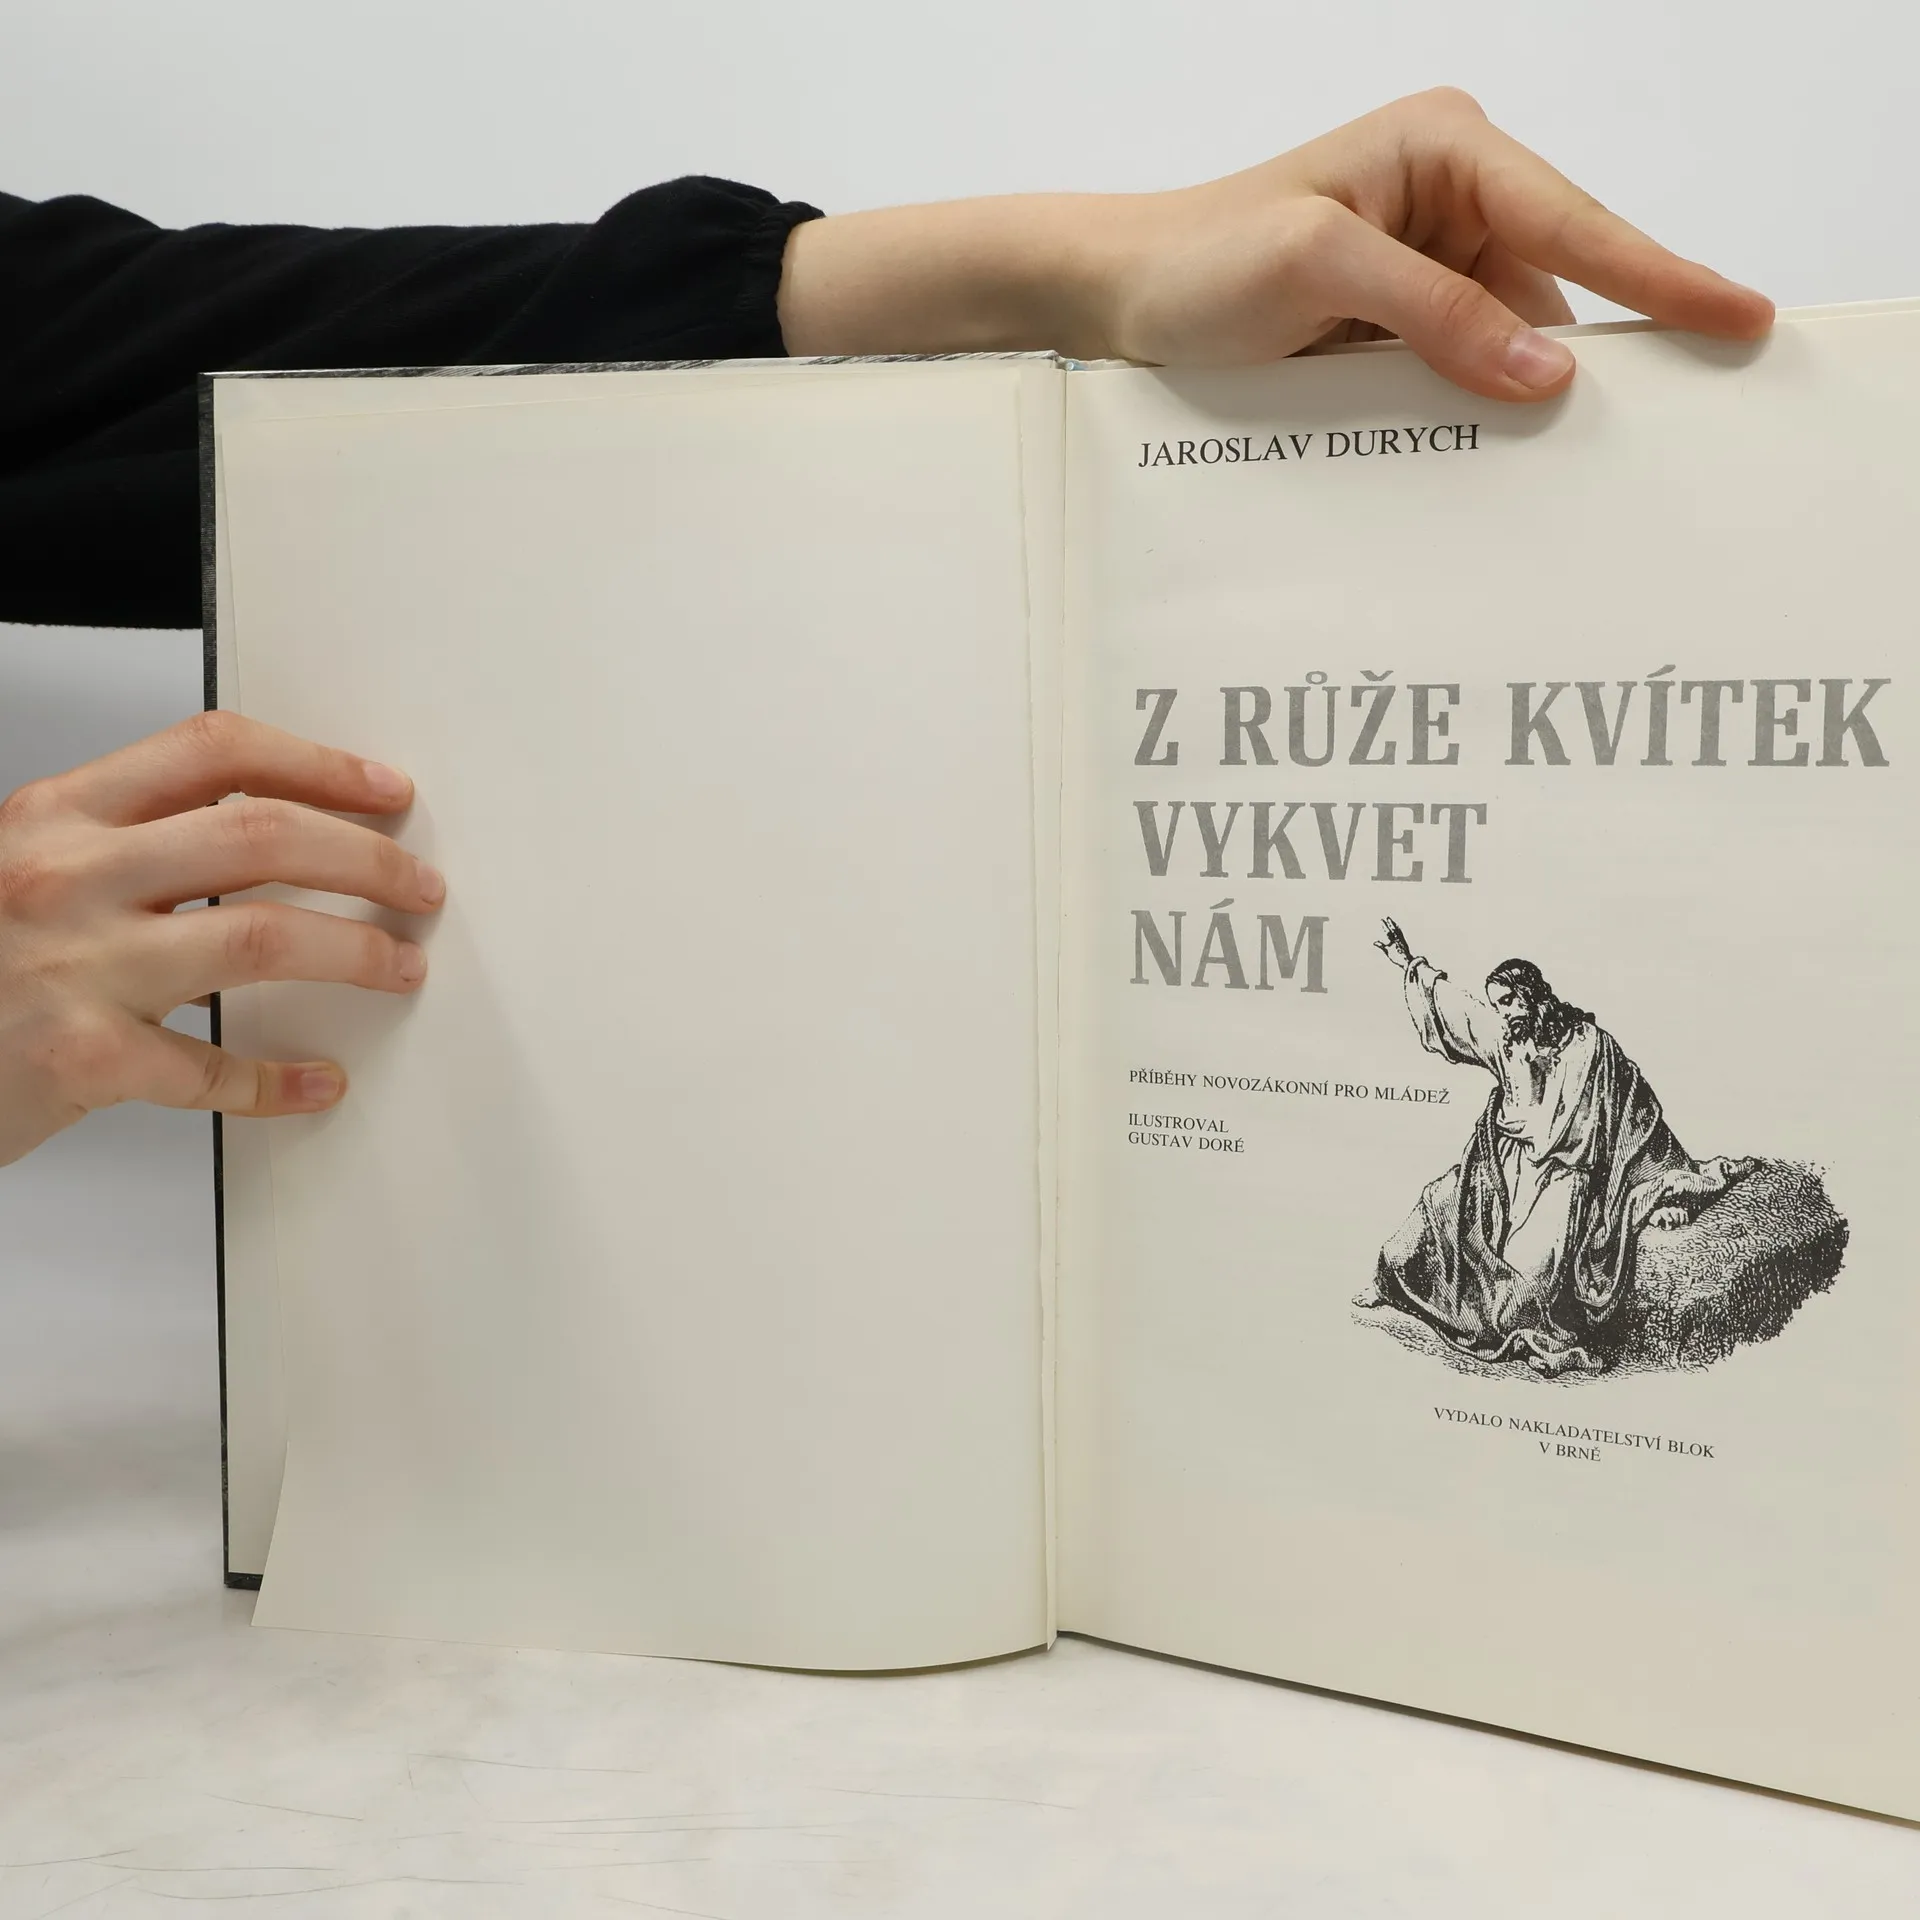 JAROSLAV DURYCH
Z RŮŽE KVÍTEK
VYKVET
NÁM
PŘÍBĚHY NOVOZÁKONNÍ PRO MLÁDEŽ
ILUSTROVAL
GUSTAV DORÉ
VYDALO NAKLADATELSTVÍ BLOK
V BRNĚ